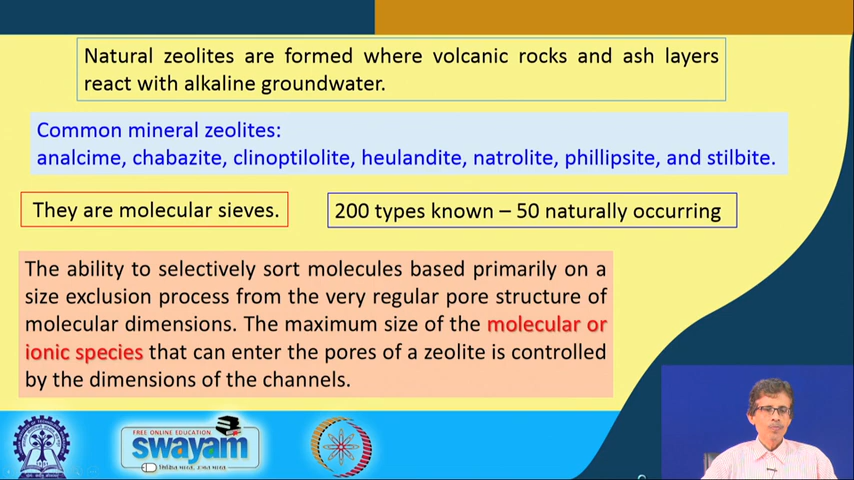 Natural zeolites are formed where volcanic rocks and ash layers
react with alkaline groundwater.
Common mineral zeolites:
analcime, chabazite, clinoptilolite, heulandite, natrolite, phillipsite, and stilbite.
They are molecular sieves.
200 types known – 50 naturally occurring
The ability to selectively sort molecules based primarily on a
size exclusion process from the very regular pore structure of
molecular dimensions. The maximum size of the molecular or
ionic species that can enter the pores of a zeolite is controlled
by the dimensions of the channels.
FREE ONLINE EDUCATION
swayam